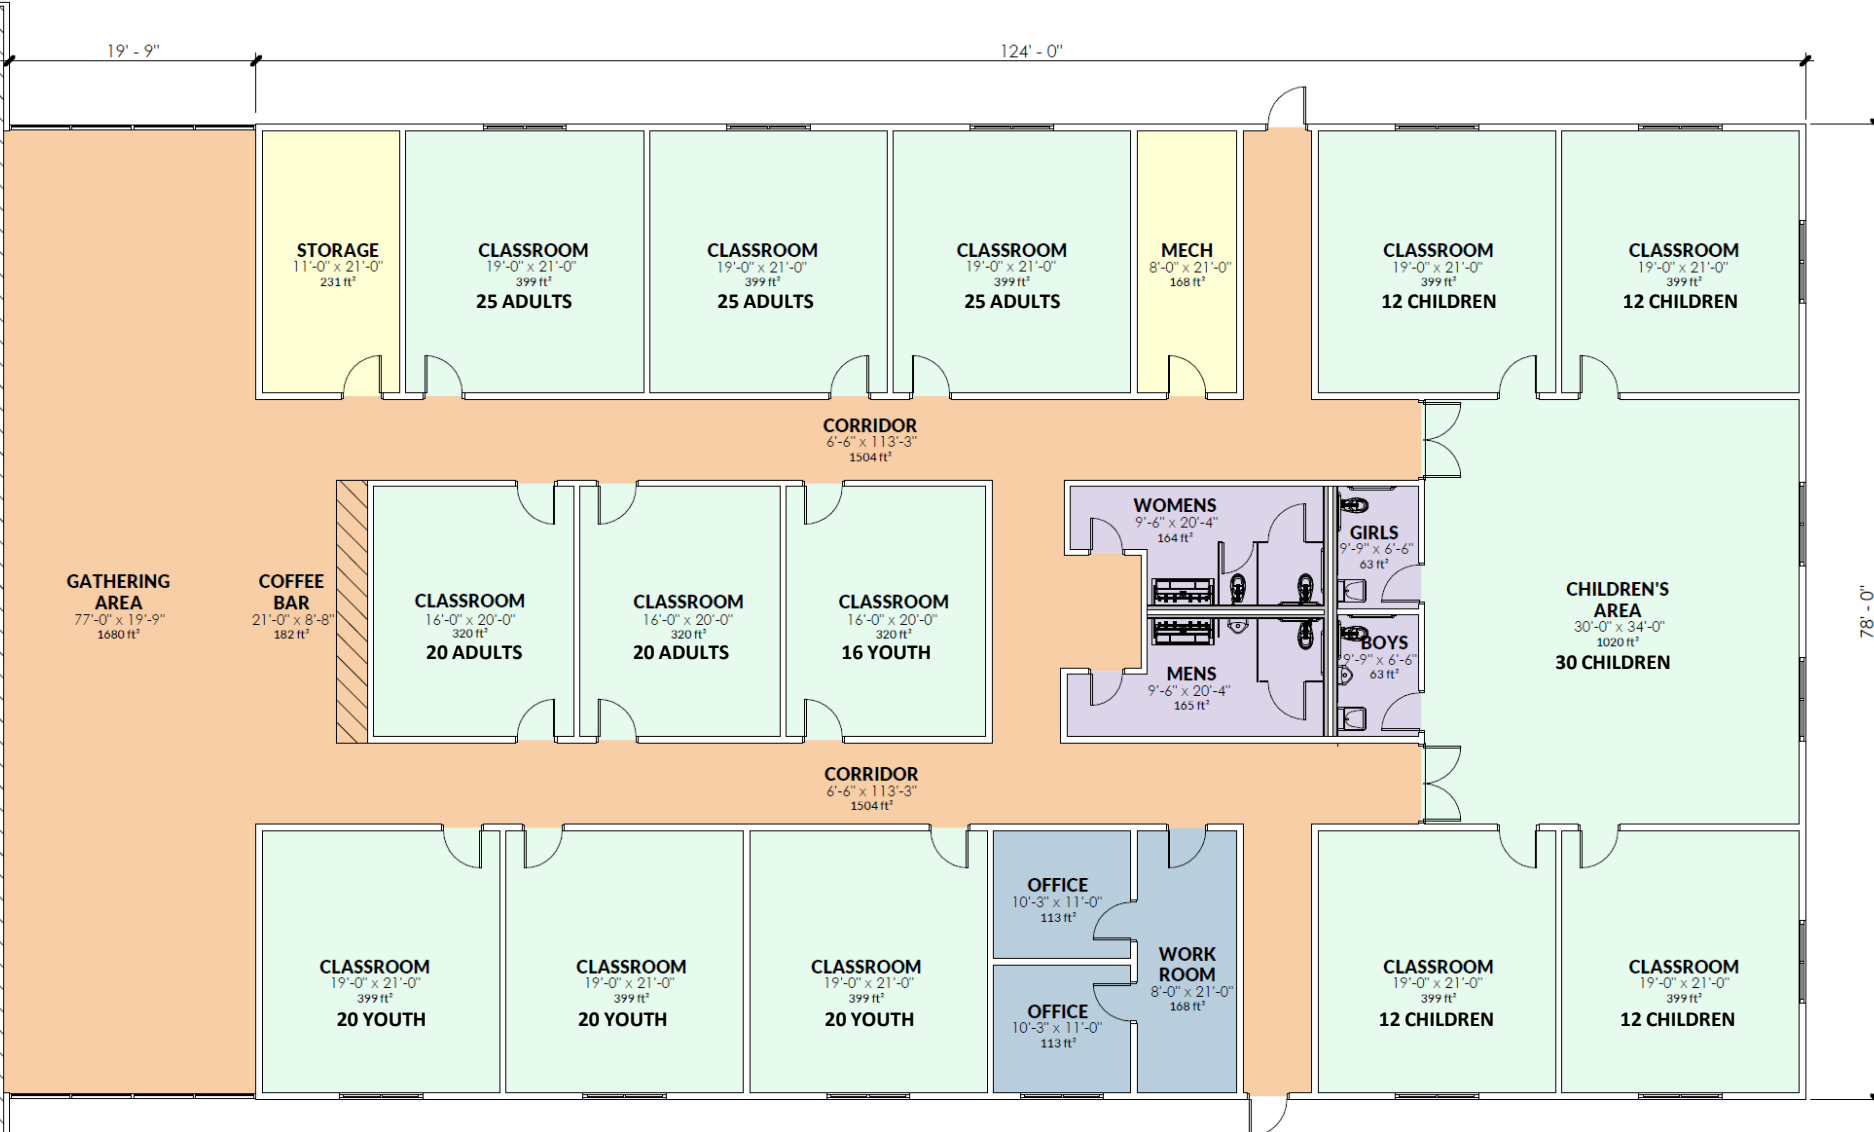 19' - 9"
124' - 0"
STORAGE
11'-0" x 21'-0"
231 ft²
CLASSROOM
19'-0" x 21'-0"
399 ft²
25 ADULTS
CLASSROOM
19'-0" x 21'-0"
399 ft²
25 ADULTS
CLASSROOM
19'-0" x 21'-0"
399 ft²
25 ADULTS
MECH
8'-0" x 21'-0"
168 ft²
CLASSROOM
19'-0" x 21'-0"
399 ft²
12 CHILDREN
CLASSROOM
19'-0" x 21'-0"
399 ft²
12 CHILDREN
CORRIDOR
6'-6" x 113'-3"
1504 ft²
GATHERING
AREA
77'-0" x 19'-9"
1680 ft²
COFFEE
BAR
21'-0" x 8'-8"
182 ft²
CLASSROOM
16'-0" x 20'-0"
320 ft²
20 ADULTS
CLASSROOM
16'-0" x 20'-0"
320 ft²
20 ADULTS
CLASSROOM
16'-0" x 20'-0"
320 ft²
16 YOUTH
WOMENS
9'-6" x 20'-4"
164 ft²
GIRLS
9'-9" x 6'-6"
63 ft²
MENS
9'-6" x 20'-4"
165 ft²
BOYS
9'-9" x 6'-6"
63 ft²
CHILDREN'S
AREA
30'-0" x 34'-0"
1020 ft²
30 CHILDREN
78' - 0"
CORRIDOR
6'-6" x 113'-3"
1504 ft²
CLASSROOM
19'-0" x 21'-0"
399 ft²
20 YOUTH
CLASSROOM
19'-0" x 21'-0"
399 ft²
20 YOUTH
CLASSROOM
19'-0" x 21'-0"
399 ft²
20 YOUTH
OFFICE
10'-3" x 11'-0"
113 ft²
OFFICE
10'-3" x 11'-0"
113 ft²
WORK
ROOM
8'-0" x 21'-0"
168 ft²
CLASSROOM
19'-0" x 21'-0"
399 ft²
12 CHILDREN
CLASSROOM
19'-0" x 21'-0"
399 ft²
12 CHILDREN